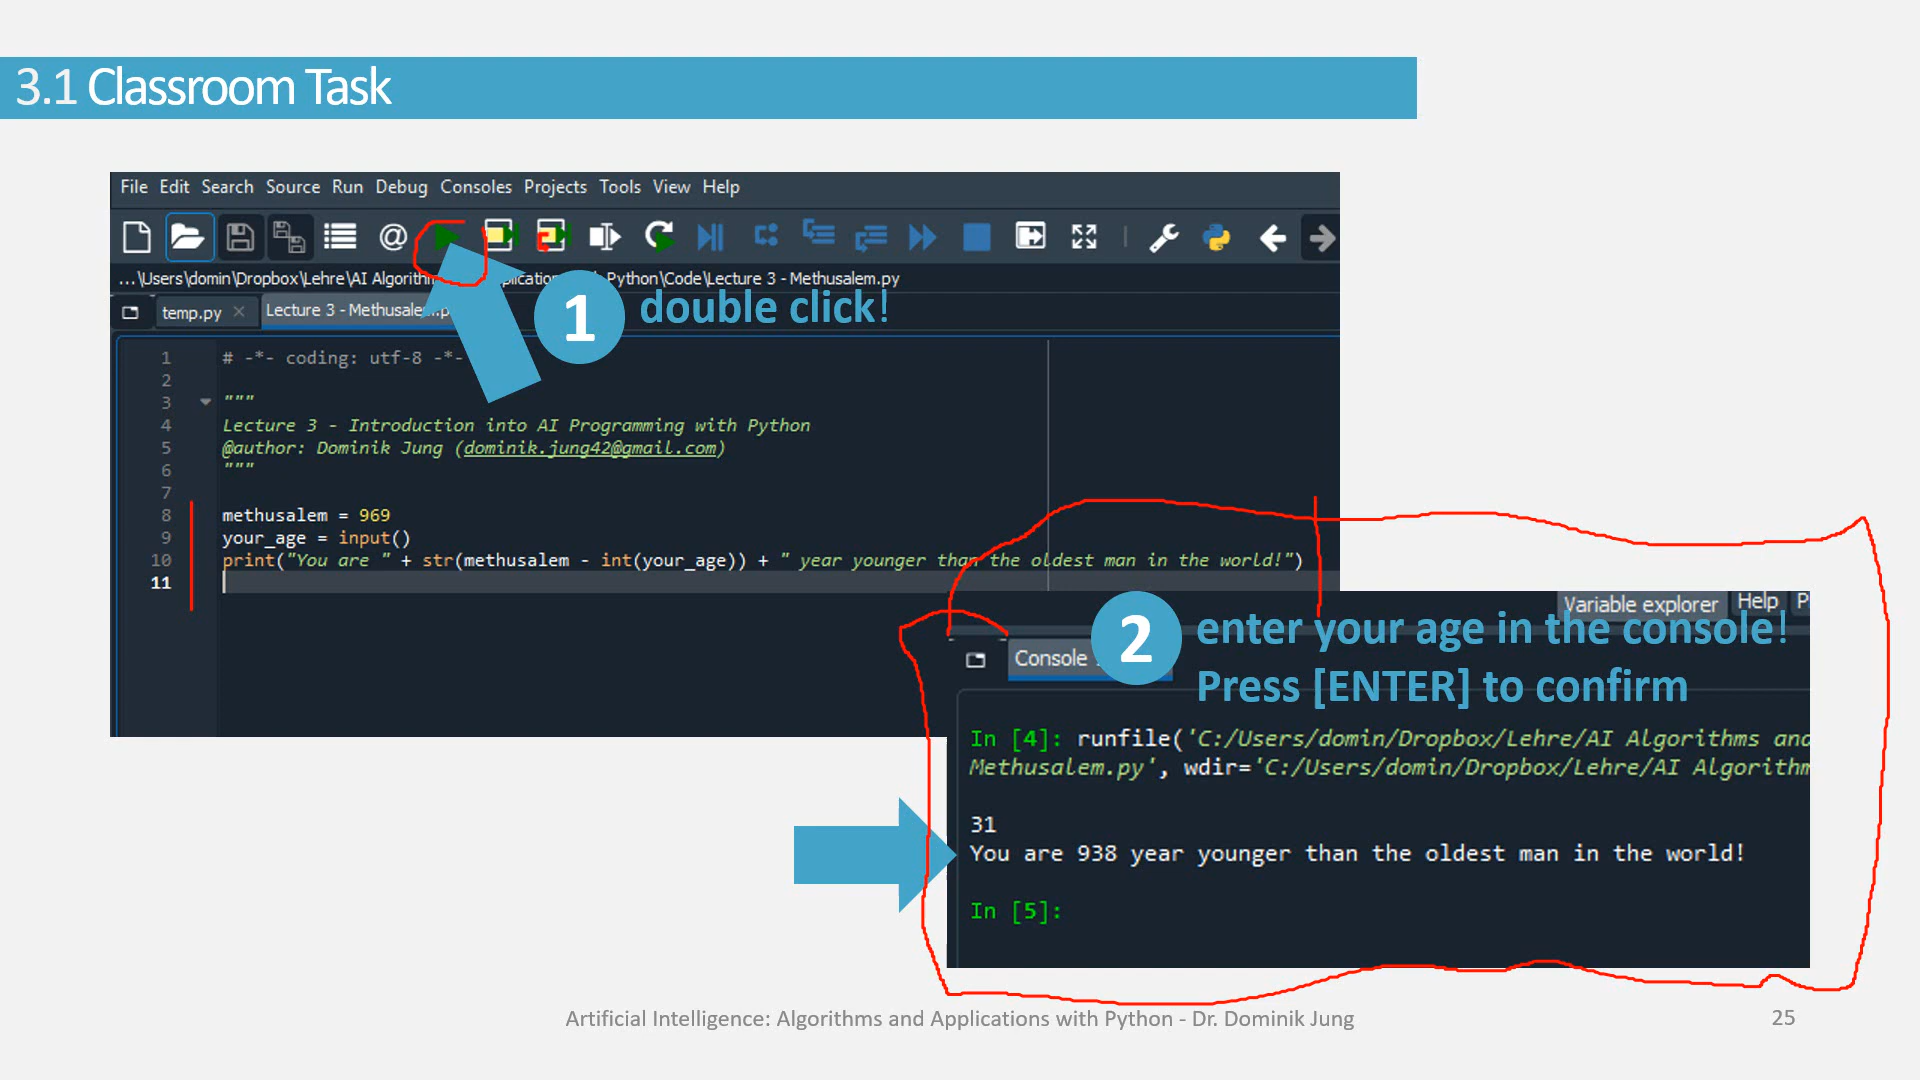 3.1 Classroom Task
File Edit Search Source Run Debug Consoles Projects Tools View Help
@
...\Users\domin\Dropbox\Lehre\AI Python\Code\Lecture 3 - Methusalem.py
temp.py Lecture 3 -
1 double click!
1 # -*- coding: utf-8 -*-
2
3 """
4 Lecture 3 - Introduction into AI Programming with Python
5 @author: Dominik Jung (dominik.jung42@gmail.com)
6 """
7
8 methusalem = 969
9 your_age = input()
10 print("You are " + str(methusalem - int(your_age)) + " year younger than the oldest man in the world!")
11
Variable explorer Help
2 enter your age in the console!
Console
Press [ENTER] to confirm
In [4]: runfile('C:/Users/domin/Dropbox/Lehre/AI Algorithms and
Methusalem.py', wdir='C:/Users/domin/Dropbox/Lehre/AI Algorithm
31
You are 938 year younger than the oldest man in the world!
In [5]:
Artificial Intelligence: Algorithms and Applications with Python - Dr. Dominik Jung
25